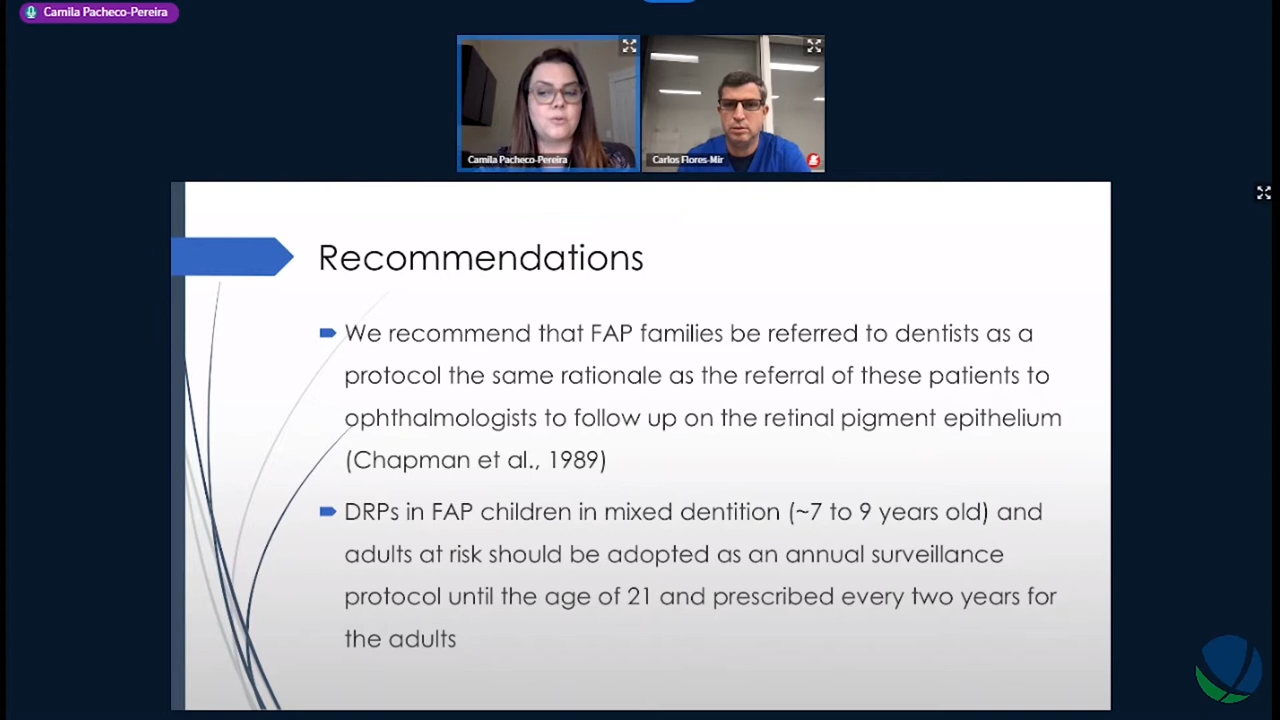 Camila Pacheco-Pereira
Camila Pacheco-Pereira
Carlos Flores-Mir
Recommendations
We recommend that FAP families be referred to dentists as a
protocol the same rationale as the referral of these patients to
ophthalmologists to follow up on the retinal pigment epithelium
(Chapman et al., 1989)
DRPs in FAP children in mixed dentition (~7 to 9 years old) and
adults at risk should be adopted as an annual surveillance
protocol until the age of 21 and prescribed every two years for
the adults